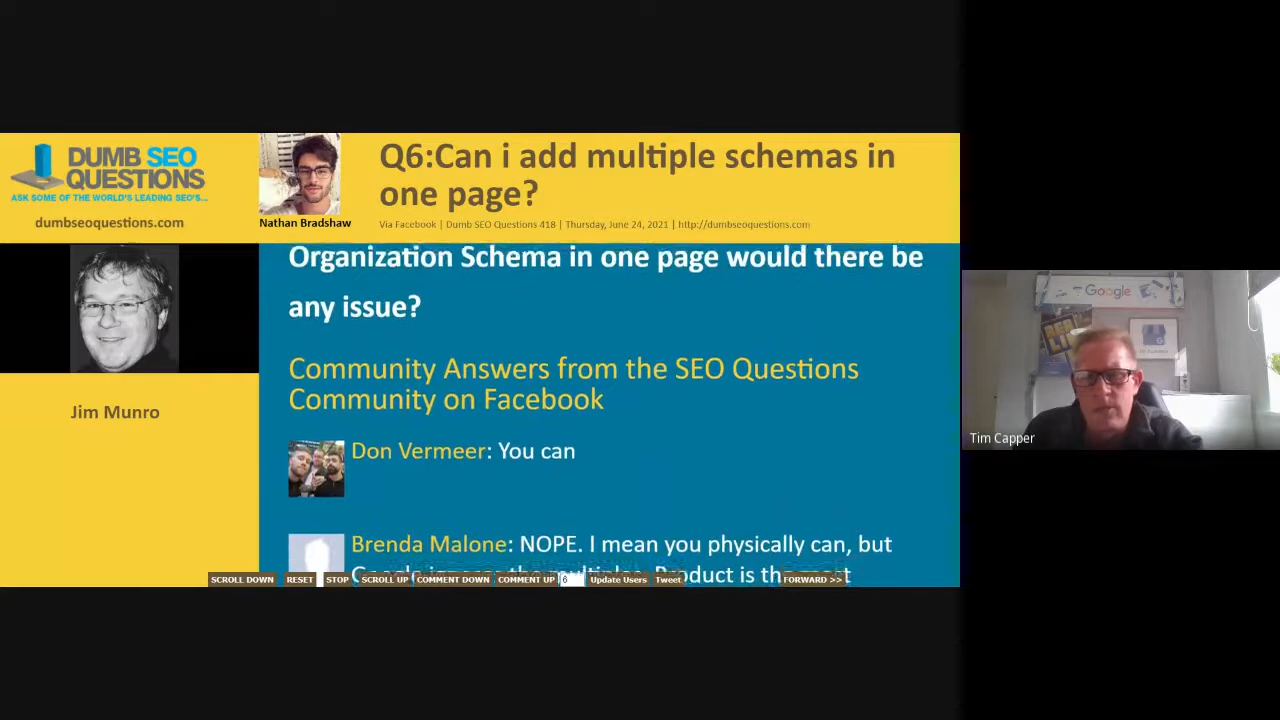 DUMB SEO
QUESTIONS
ASK SOME OF THE WORLD'S LEADING SEO'S...
dumbseoquestions.com
Nathan Bradshaw
Q6:Can i add multiple schemas in
one page?
Via Facebook | Dumb SEO Questions 418 | Thursday, June 24, 2021 | http://dumbseoquestions.com
Jim Munro
Organization Schema in one page would there be
any issue?
Community Answers from the SEO Questions
Community on Facebook
Don Vermeer: You can
Brenda Malone: NOPE. I mean you physically can, but
Product is the
SCROLL DOWN RESET STOP SCROLL UP COMMENT DOWN COMMENT UP 6 Update Users Tweet FORWARD >>
Google
Tim Capper